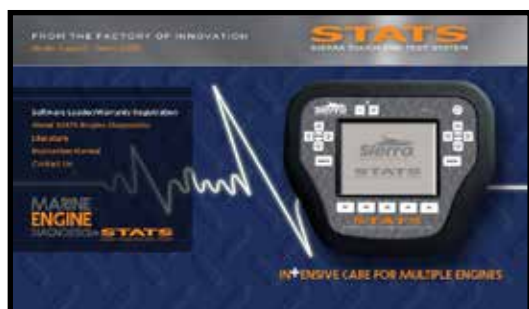 FROM THE FACTORY OF INNOVATION
STATS
SIERRA TOUCH AND TEST SYSTEM
Software Loader/Warranty Registration
About STATS Engine Diagnostics
Literature
Instruction Manual
Contact Us
MARINE
ENGINE
DIAGNOSTICS STATS
Sierra
Sierra
STATS
STATS
IN+ENSIVE CARE FOR MULTIPLE ENGINES